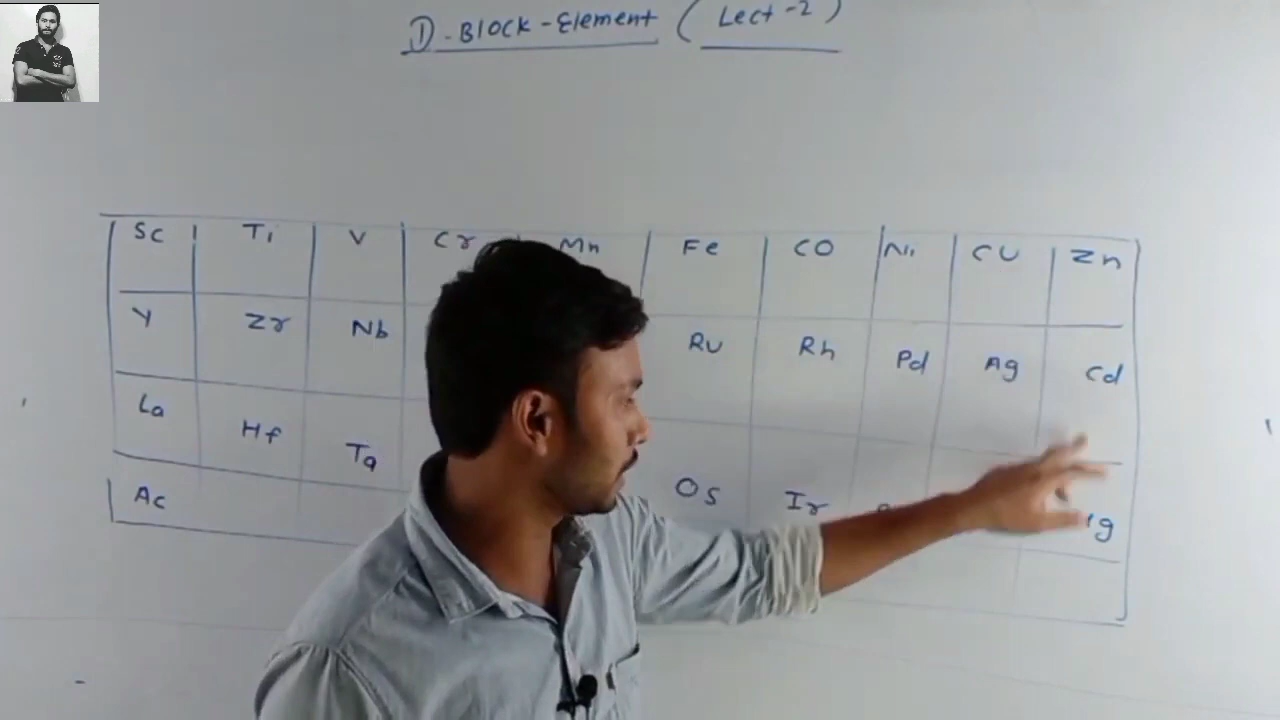 D-Block-Element (Lect-2)
Sc Ti V Cr Mn Fe CO Ni CU Zn
Y Zr Nb Ru Rh Pd Ag Cd
La Hf Ta Os Ir
Ac